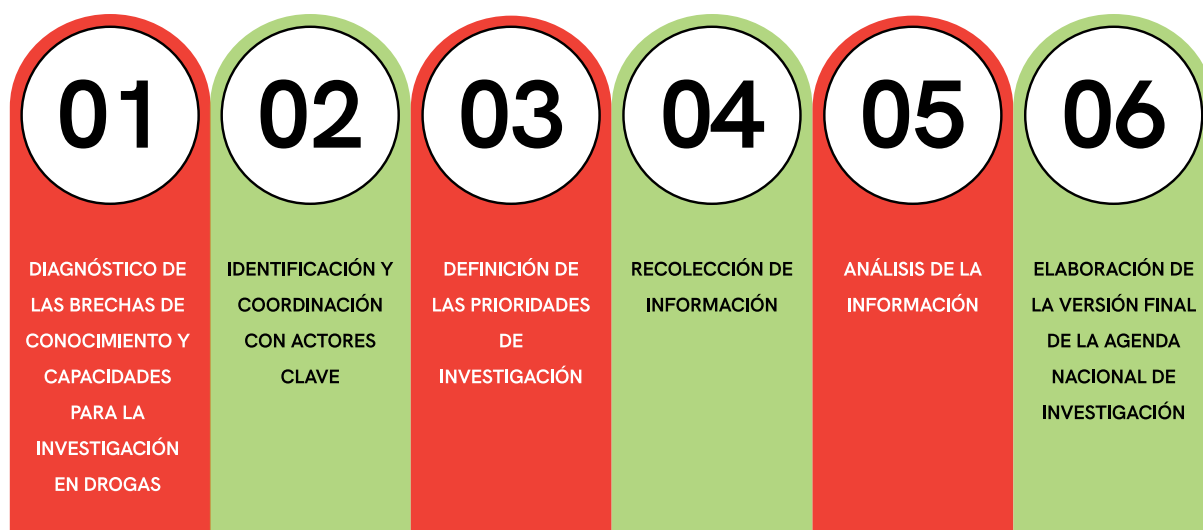 01
DIAGNÓSTICO DE
LAS BRECHAS DE
CONOCIMIENTO Y
CAPACIDADES
PARA LA
INVESTIGACIÓN
EN DROGAS
02
IDENTIFICACIÓN Y
COORDINACIÓN
CON ACTORES
CLAVE
03
DEFINICIÓN DE
LAS PRIORIDADES
DE
INVESTIGACIÓN
04
RECOLECCIÓN DE
INFORMACIÓN
05
ANÁLISIS DE LA
INFORMACIÓN
06
ELABORACIÓN DE
LA VERSIÓN FINAL
DE LA AGENDA
NACIONAL DE
INVESTIGACIÓN